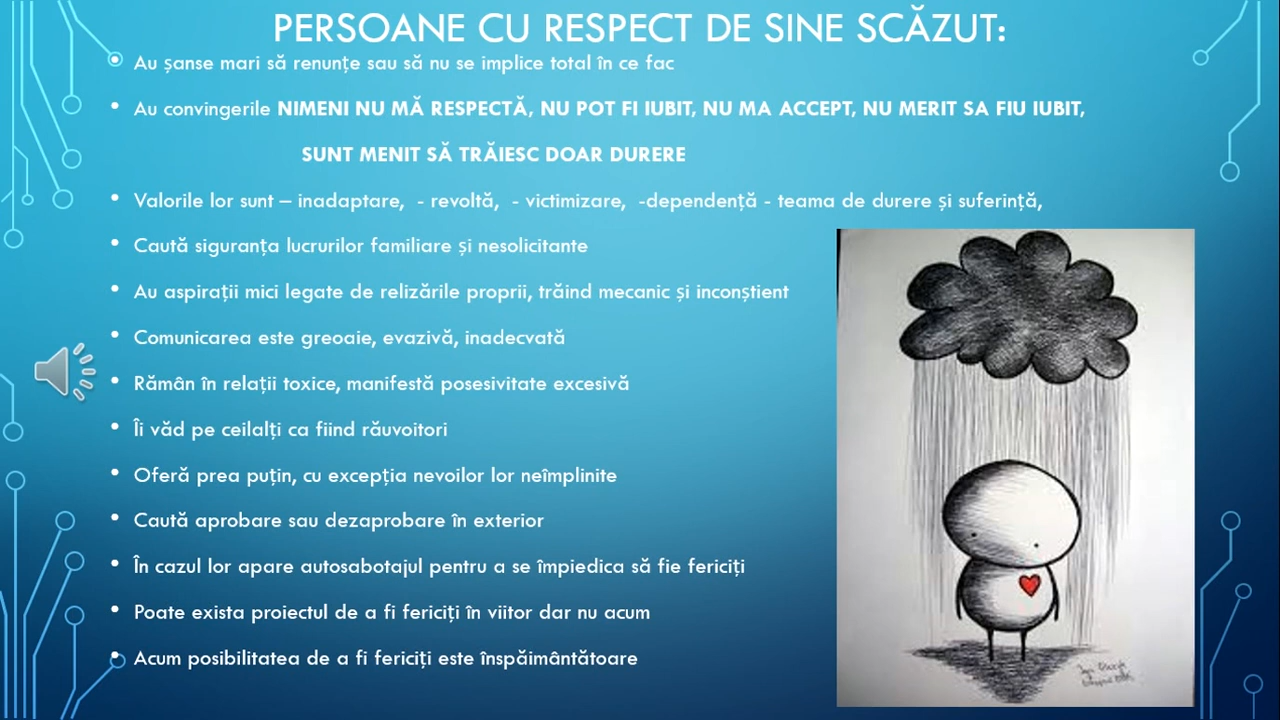 PERSOANE CU RESPECT DE SINE SCĂZUT:
• Au șanse mari să renunțe sau să nu se implice total în ce fac
• Au convingerile NIMENI NU MĂ RESPECTĂ, NU POT FI IUBIT, NU MA ACCEPT, NU MERIT SA FIU IUBIT,
SUNT MENIT SĂ TRĂIESC DOAR DURERE
• Valorile lor sunt – inadaptare, - revoltă, - victimizare, -dependență - teama de durere și suferință,
• Caută siguranța lucrurilor familiare și nesolicitante
• Au aspirații mici legate de relizările proprii, trăind mecanic și inconștient
• Comunicarea este greoaie, evazivă, inadecvată
• Rămân în relații toxice, manifestă posesivitate excesivă
• Îi văd pe ceilalți ca fiind răuvoitori
• Oferă prea puțin, cu excepția nevoilor lor neîmplinite
• Caută aprobare sau dezaprobare în exterior
• În cazul lor apare autosabotajul pentru a se împiedica să fie fericiți
• Poate exista proiectul de a fi fericiți în viitor dar nu acum
• Acum posibilitatea de a fi fericiți este înspăimântătoare